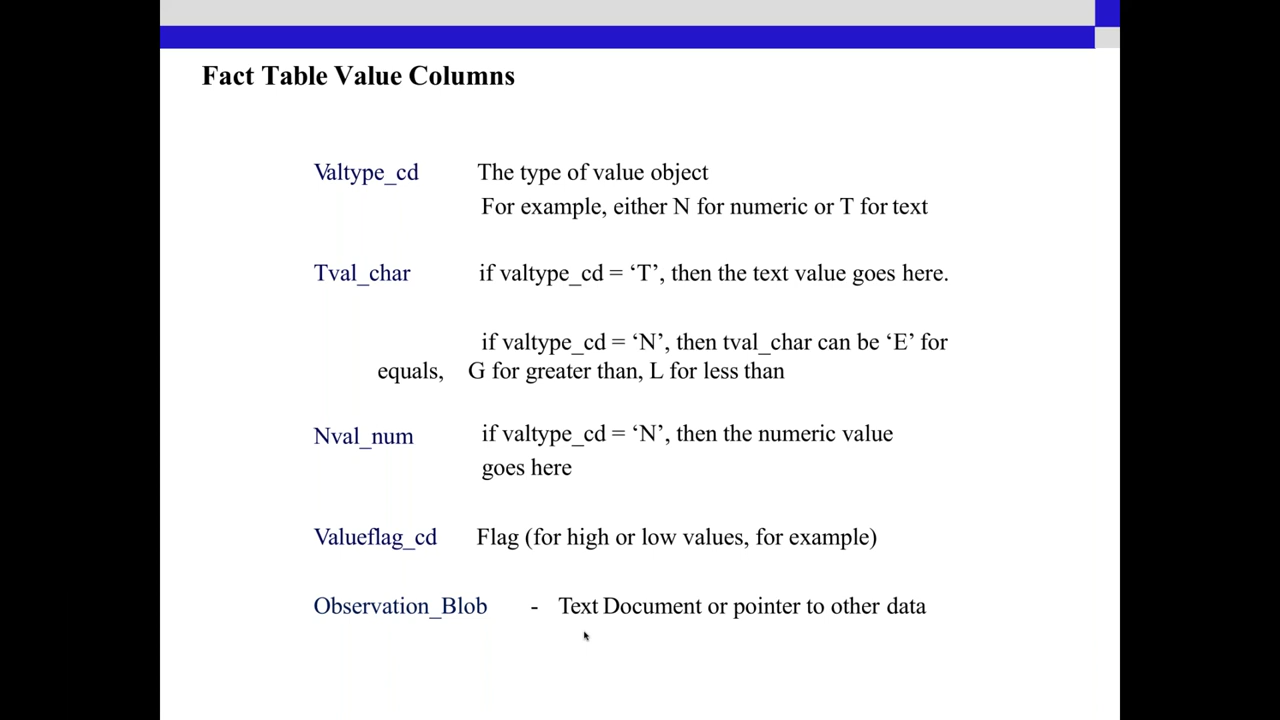 Fact Table Value Columns
Valtype_cd The type of value object
For example, either N for numeric or T for text
Tval_char if valtype_cd = ‘T’, then the text value goes here.
if valtype_cd = ‘N’, then tval_char can be ‘E’ for
equals, G for greater than, L for less than
Nval_num if valtype_cd = ‘N’, then the numeric value
goes here
Valueflag_cd Flag (for high or low values, for example)
Observation_Blob - Text Document or pointer to other data